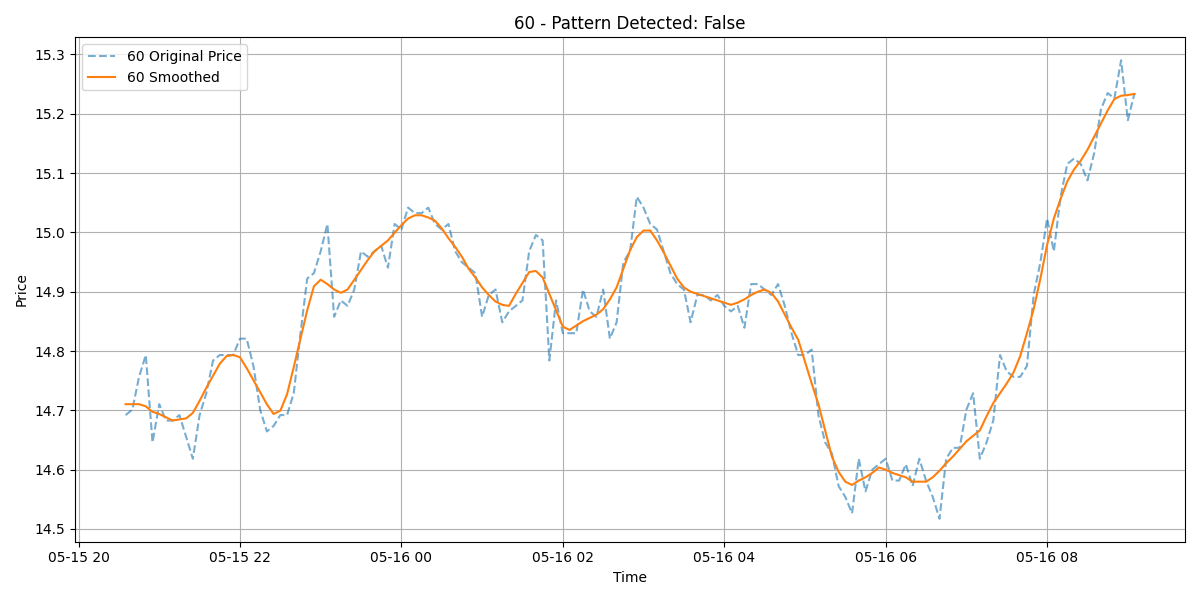 60 - Pattern Detected: False
60 Original Price
60 Smoothed
Price
15.3
15.2
15.1
15.0
14.9
14.8
14.7
14.6
14.5
05-15 20 05-15 22 05-16 00 05-16 02 05-16 04 05-16 06 05-16 08
Time